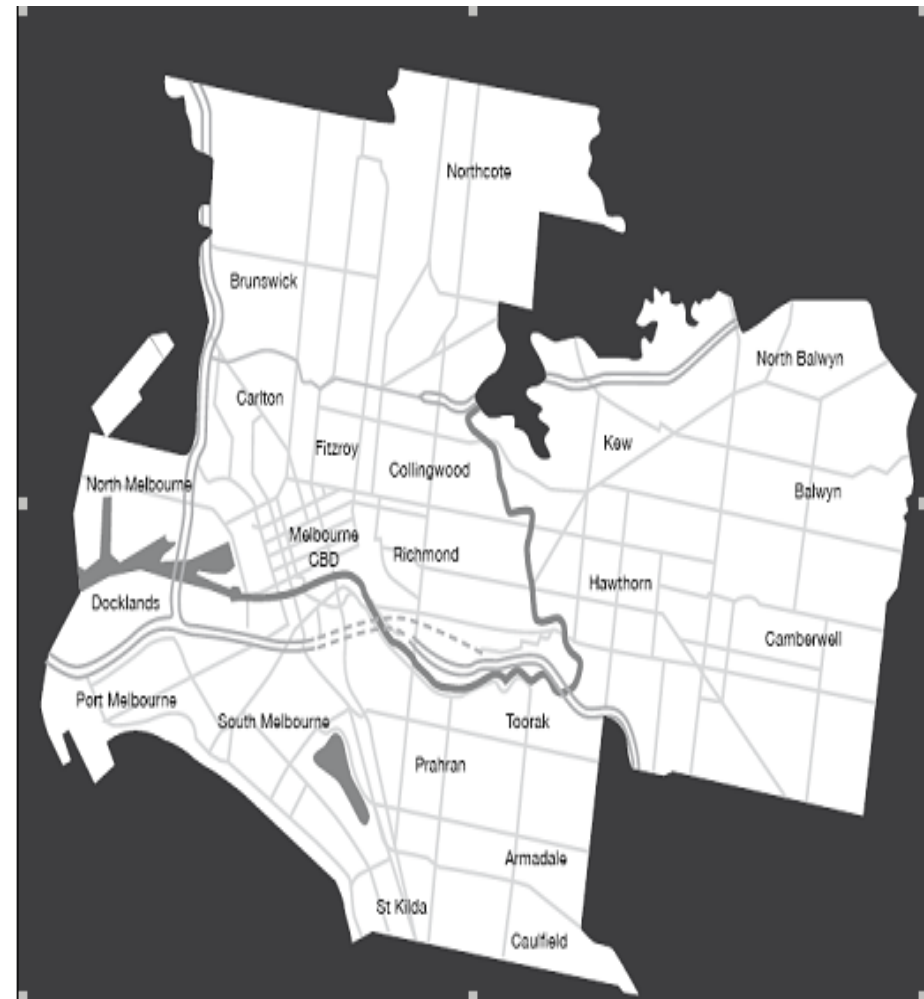 Northcote
Brunswick
North Balwyn
Carlton
Fitzroy
Kew
Collingwood
North Melbourne
Balwyn
Melbourne
CBD
Richmond
Hawthorn
Docklands
Camberwell
Port Melbourne
South Melbourne
Toorak
Prahran
Armadale
St Kilda
Caulfield